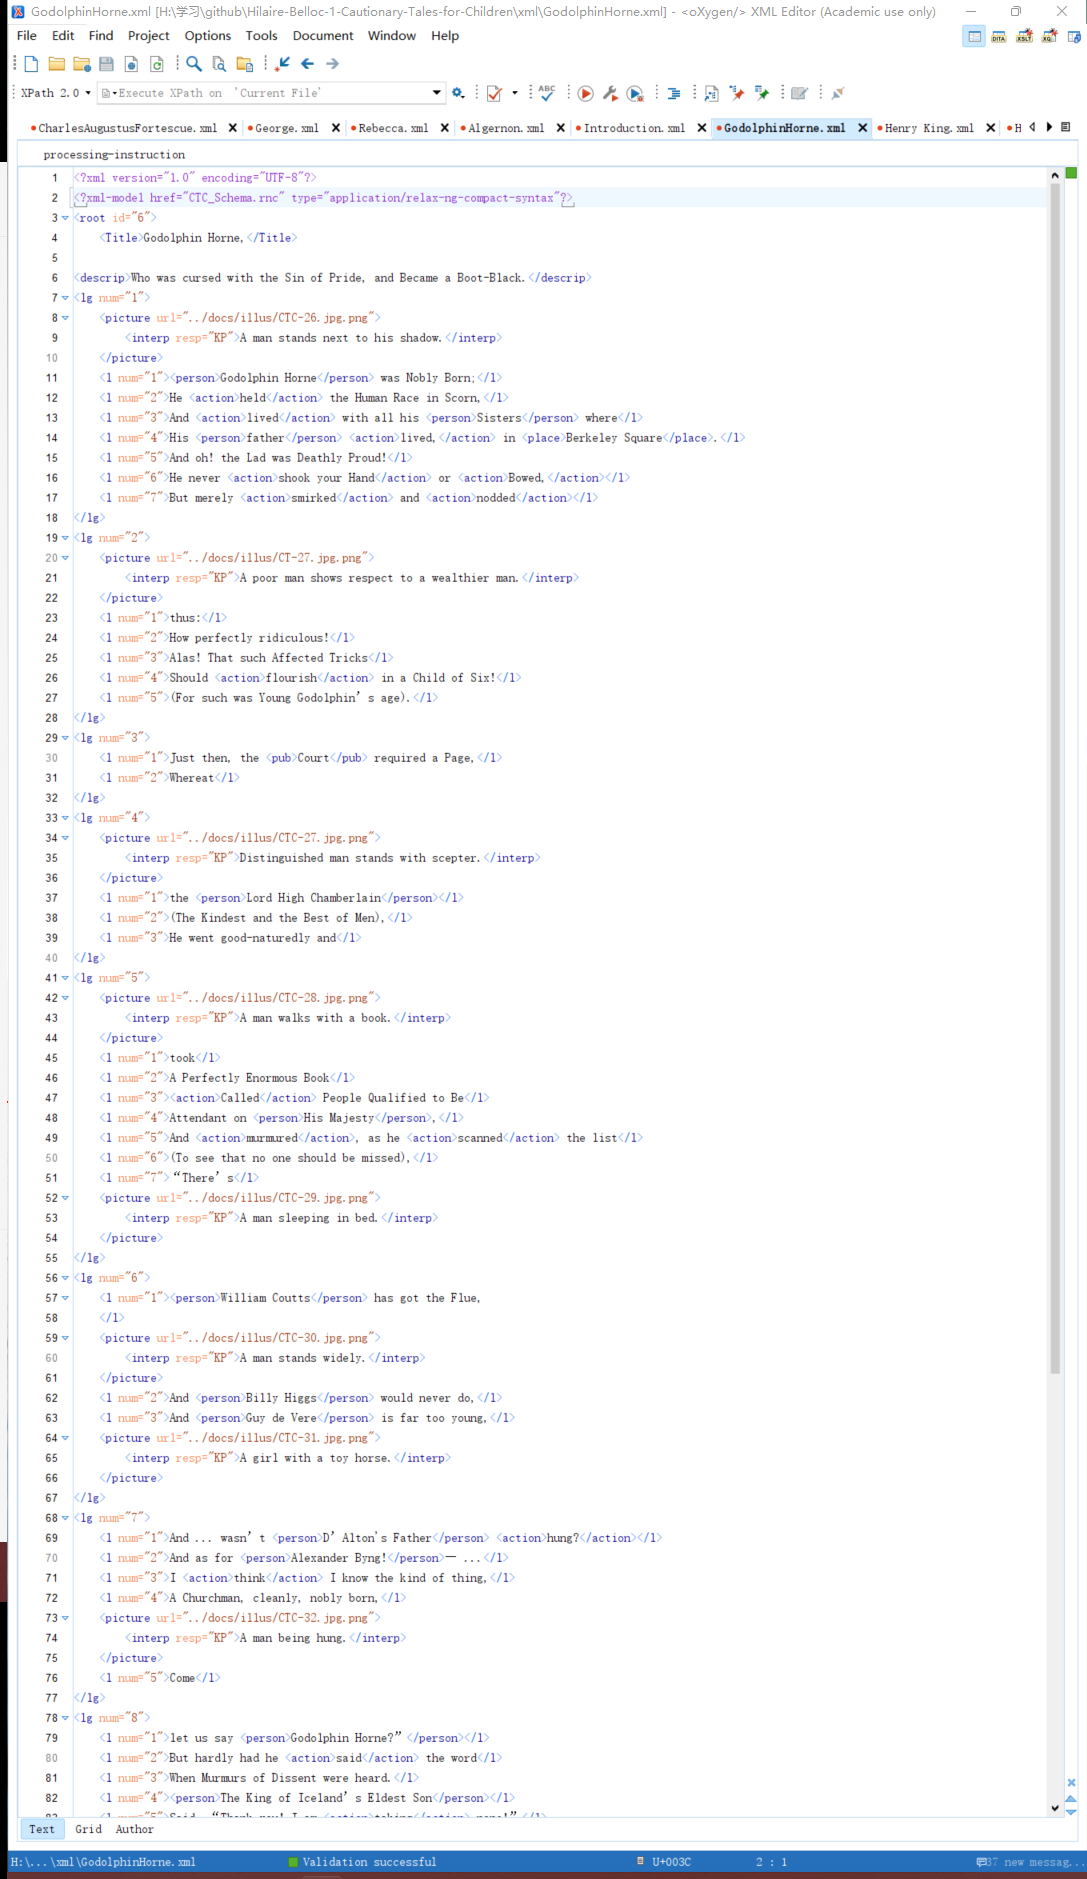 GodolphinHorne.xml [H:\学习\github\Hilaire-Belloc-1-Cautionary-Tales-for-Children\xml\GodolphinHorne.xml] - <oXygen/> XML Editor (Academic use only)
File Edit Find Project Options Tools Document Window Help
XPath 2.0 Execute XPath on 'Current File'
CharlesAugustusFortescue.xml George.xml Rebecca.xml Algernon.xml Introduction.xml GodolphinHorne.xml Henry King.xml H
processing-instruction
1 <?xml version="1.0" encoding="UTF-8"?>
2 <?xml-model href="CTC_Schema.rnc" type="application/relax-ng-compact-syntax"?>
3 <root id="6">
4 <Title>Godolphin Horne,</Title>
5
6 <descrip>Who was cursed with the Sin of Pride, and Became a Boot-Black.</descrip>
7 <lg num="1">
8 <picture url="../docs/illus/CTC-26.jpg.png">
9 <interp resp="KP">A man stands next to his shadow.</interp>
10 </picture>
11 <l num="1"><person>Godolphin Horne</person> was Nobly Born;</l>
12 <l num="2">He <action>held</action> the Human Race in Scorn,</l>
13 <l num="3">And <action>lived</action> with all his <person>Sisters</person> where</l>
14 <l num="4">His <person>father</person> <action>lived,</action> in <place>Berkeley Square</place>.</l>
15 <l num="5">And oh! the Lad was Deathly Proud!</l>
16 <l num="6">He never <action>shook your Hand</action> or <action>Bowed,</action></l>
17 <l num="7">But merely <action>smirked</action> and <action>nodded</action></l>
18 </lg>
19 <lg num="2">
20 <picture url="../docs/illus/CT-27.jpg.png">
21 <interp resp="KP">A poor man shows respect to a wealthier man.</interp>
22 </picture>
23 <l num="1">thus:</l>
24 <l num="2">How perfectly ridiculous!</l>
25 <l num="3">Alas! That such Affected Tricks</l>
26 <l num="4">Should <action>flourish</action> in a Child of Six!</l>
27 <l num="5">(For such was Young Godolphin’s age).</l>
28 </lg>
29 <lg num="3">
30 <l num="1">Just then, the <pub>Court</pub> required a Page,</l>
31 <l num="2">Whereat</l>
32 </lg>
33 <lg num="4">
34 <picture url="../docs/illus/CTC-27.jpg.png">
35 <interp resp="KP">Distinguished man stands with scepter.</interp>
36 </picture>
37 <l num="1">the <person>Lord High Chamberlain</person></l>
38 <l num="2">(The Kindest and the Best of Men),</l>
39 <l num="3">He went good-naturedly and</l>
40 </lg>
41 <lg num="5">
42 <picture url="../docs/illus/CTC-28.jpg.png">
43 <interp resp="KP">A man walks with a book.</interp>
44 </picture>
45 <l num="1">took</l>
46 <l num="2">A Perfectly Enormous Book</l>
47 <l num="3"><action>Called</action> People Qualified to Be</l>
48 <l num="4">Attendant on <person>His Majesty</person>,</l>
49 <l num="5">And <action>murmured</action>, as he <action>scanned</action> the list</l>
50 <l num="6">(To see that no one should be missed),</l>
51 <l num="7">“There’s</l>
52 <picture url="../docs/illus/CTC-29.jpg.png">
53 <interp resp="KP">A man sleeping in bed.</interp>
54 </picture>
55 </lg>
56 <lg num="6">
57 <l num="1"><person>William Coutts</person> has got the Flue,
58 </l>
59 <picture url="../docs/illus/CTC-30.jpg.png">
60 <interp resp="KP">A man stands widely.</interp>
61 </picture>
62 <l num="2">And <person>Billy Higgs</person> would never do,</l>
63 <l num="3">And <person>Guy de Vere</person> is far too young,</l>
64 <picture url="../docs/illus/CTC-31.jpg.png">
65 <interp resp="KP">A girl with a toy horse.</interp>
66 </picture>
67 </lg>
68 <lg num="7">
69 <l num="1">And ... wasn’t <person>D’Alton's Father</person> <action>hung?</action></l>
70 <l num="2">And as for <person>Alexander Byng!</person>— ...</l>
71 <l num="3">I <action>think</action> I know the kind of thing,</l>
72 <l num="4">A Churchman, cleanly, nobly born,</l>
73 <picture url="../docs/illus/CTC-32.jpg.png">
74 <interp resp="KP">A man being hung.</interp>
75 </picture>
76 <l num="5">Come</l>
77 </lg>
78 <lg num="8">
79 <l num="1">let us say <person>Godolphin Horne?”</person></l>
80 <l num="2">But hardly had he <action>said</action> the word</l>
81 <l num="3">When Murmurs of Dissent were heard.</l>
82 <l num="4"><person>The King of Iceland’s Eldest Son</person></l>
83 <l num="5">Said, “Thank you! I am <action>taking</action> none!”</l>
Text Grid Author
H:\...\xml\GodolphinHorne.xml Validation successful U+003C 2 : 1 37 new messag...